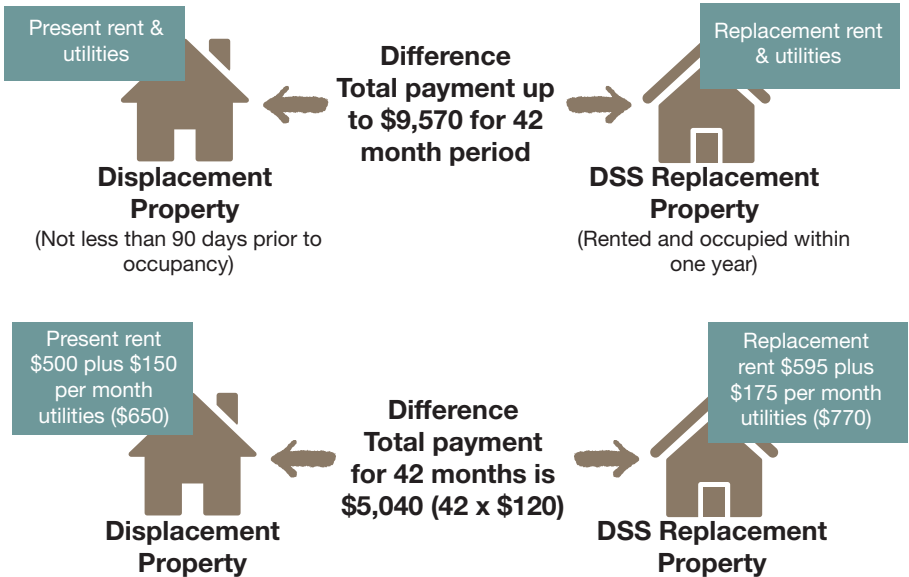 Present rent &
utilities
Difference
Total payment up
to $9,570 for 42
month period
Replacement rent
& utilities
Displacement
Property
(Not less than 90 days prior to
occupancy)
DSS Replacement
Property
(Rented and occupied within
one year)
Present rent
$500 plus $150
per month
utilities ($650)
Difference
Total payment
for 42 months is
$5,040 (42 x $120)
Replacement
rent $595 plus
$175 per month
utilities ($770)
Displacement
Property
DSS Replacement
Property